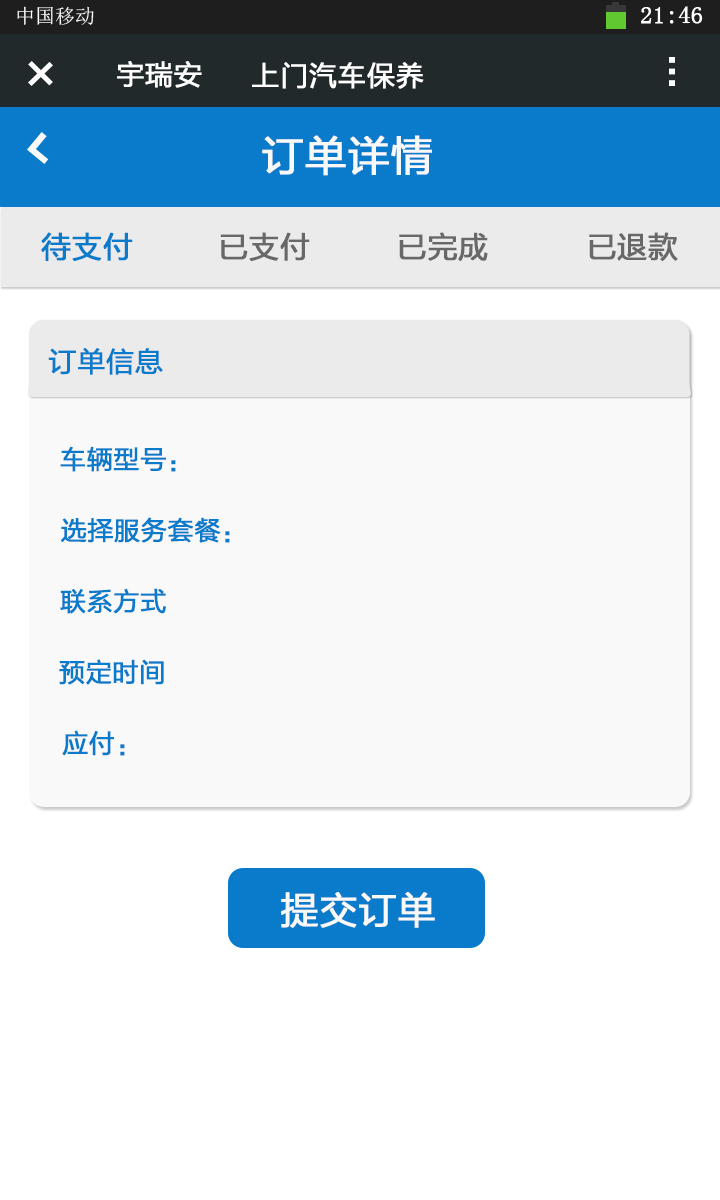 中国移动 21:46
宇瑞安 上门汽车保养
订单详情
待支付 已支付 已完成 已退款
订单信息
车辆型号：
选择服务套餐：
联系方式
预定时间
应付：
提交订单